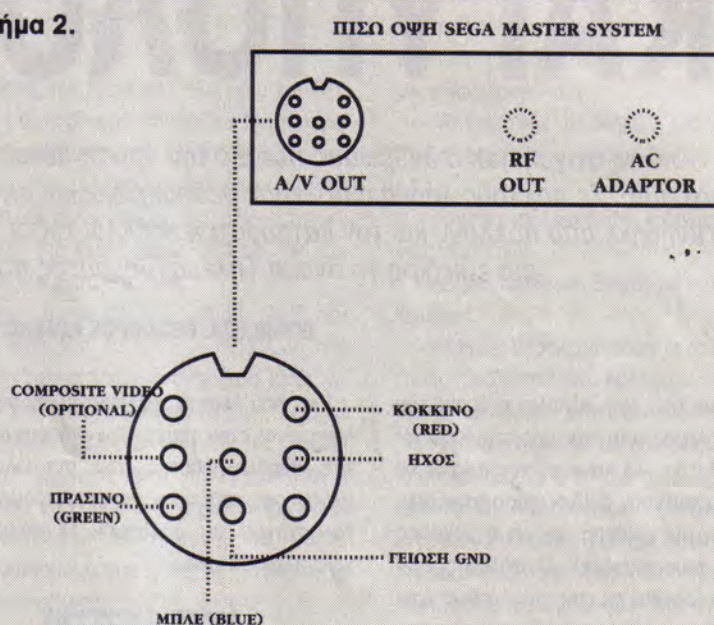 ήμα 2.
ΠΙΣΩ ΟΨΗ SEGA MASTER SYSTEM
A/V OUT
RF
OUT
AC
ADAPTOR
COMPOSITE VIDEO
(OPTIONAL)
ΚΟΚΚΙΝΟ
(RED)
ΗΧΟΣ
ΠΡΑΣΙΝΟ
(GREEN)
ΓΕΙΩΣΗ GND
ΜΠΛΕ (BLUE)